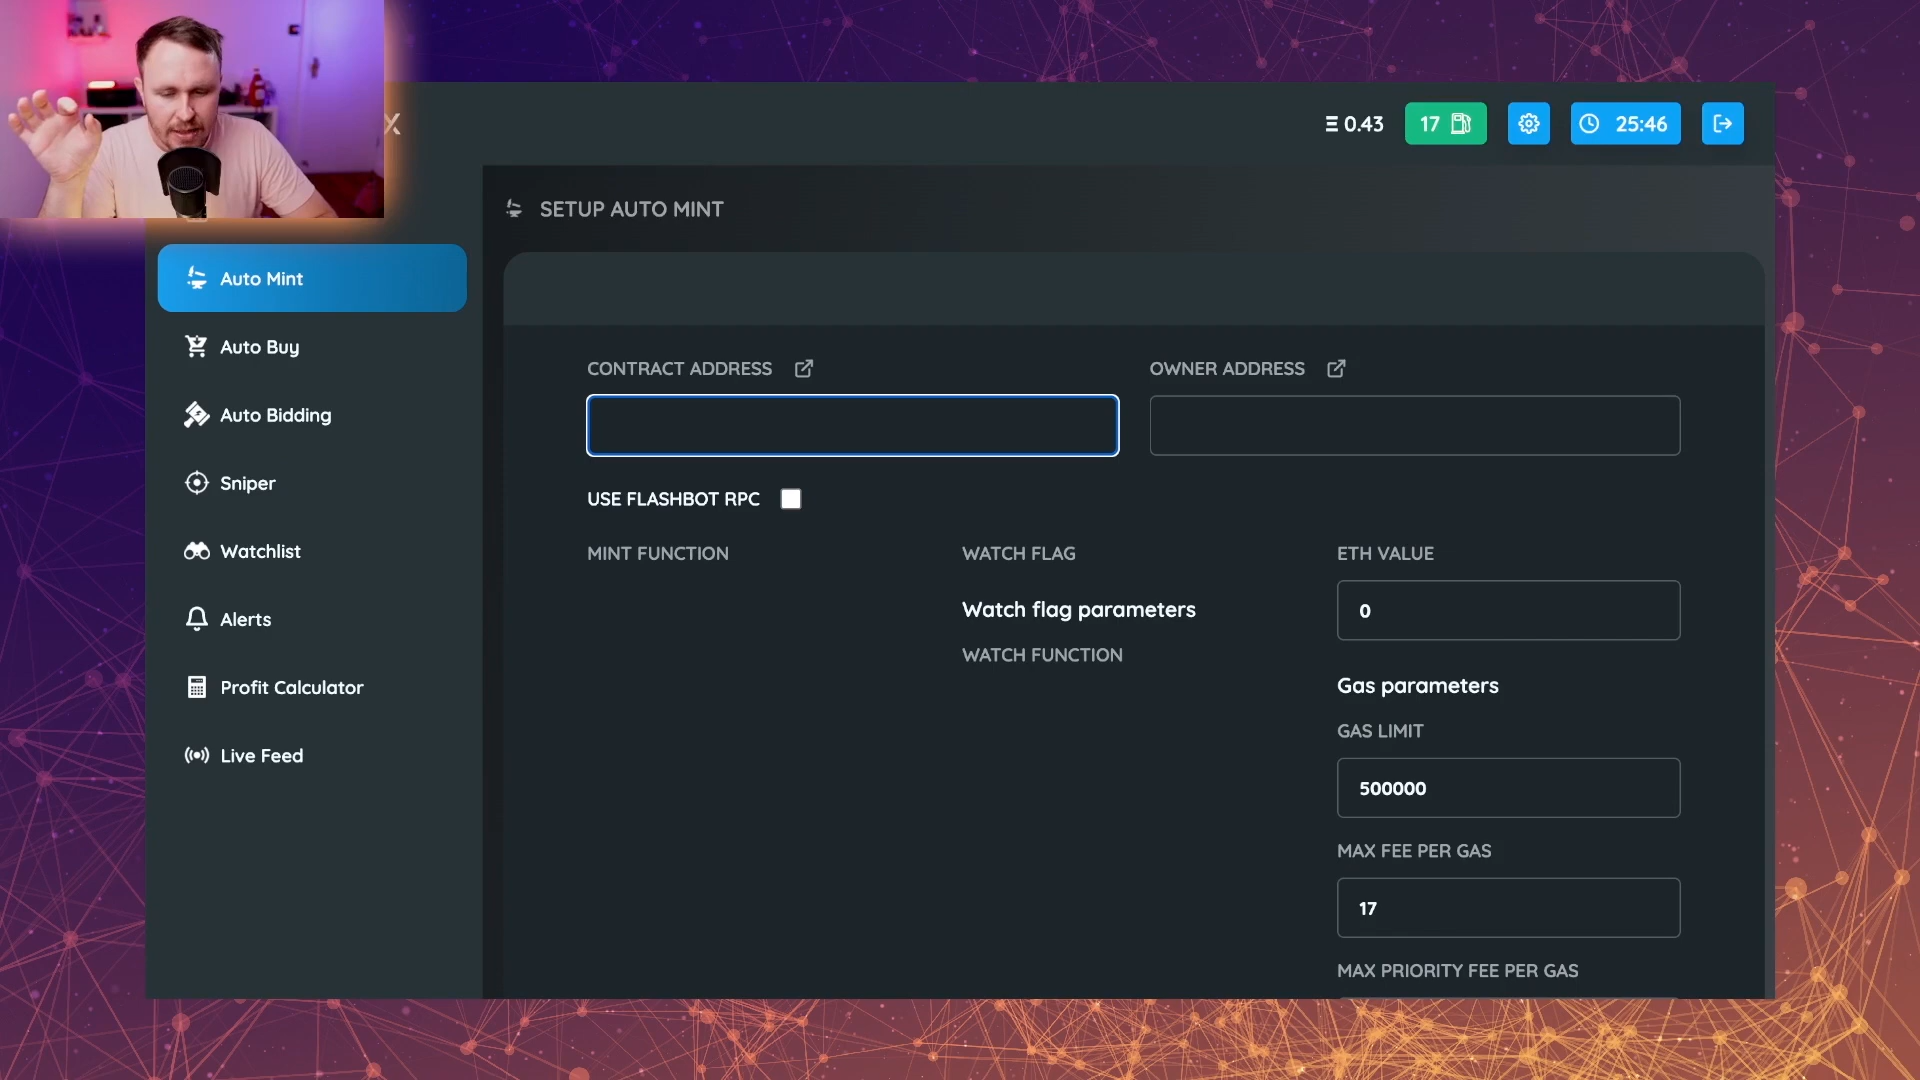 X
0.43
17
25:46
SETUP AUTO MINT
Auto Mint
Auto Buy
Auto Bidding
Sniper
Watchlist
Alerts
Profit Calculator
Live Feed
CONTRACT ADDRESS
OWNER ADDRESS
USE FLASHBOT RPC
MINT FUNCTION
WATCH FLAG
Watch flag parameters
WATCH FUNCTION
ETH VALUE
0
Gas parameters
GAS LIMIT
500000
MAX FEE PER GAS
17
MAX PRIORITY FEE PER GAS